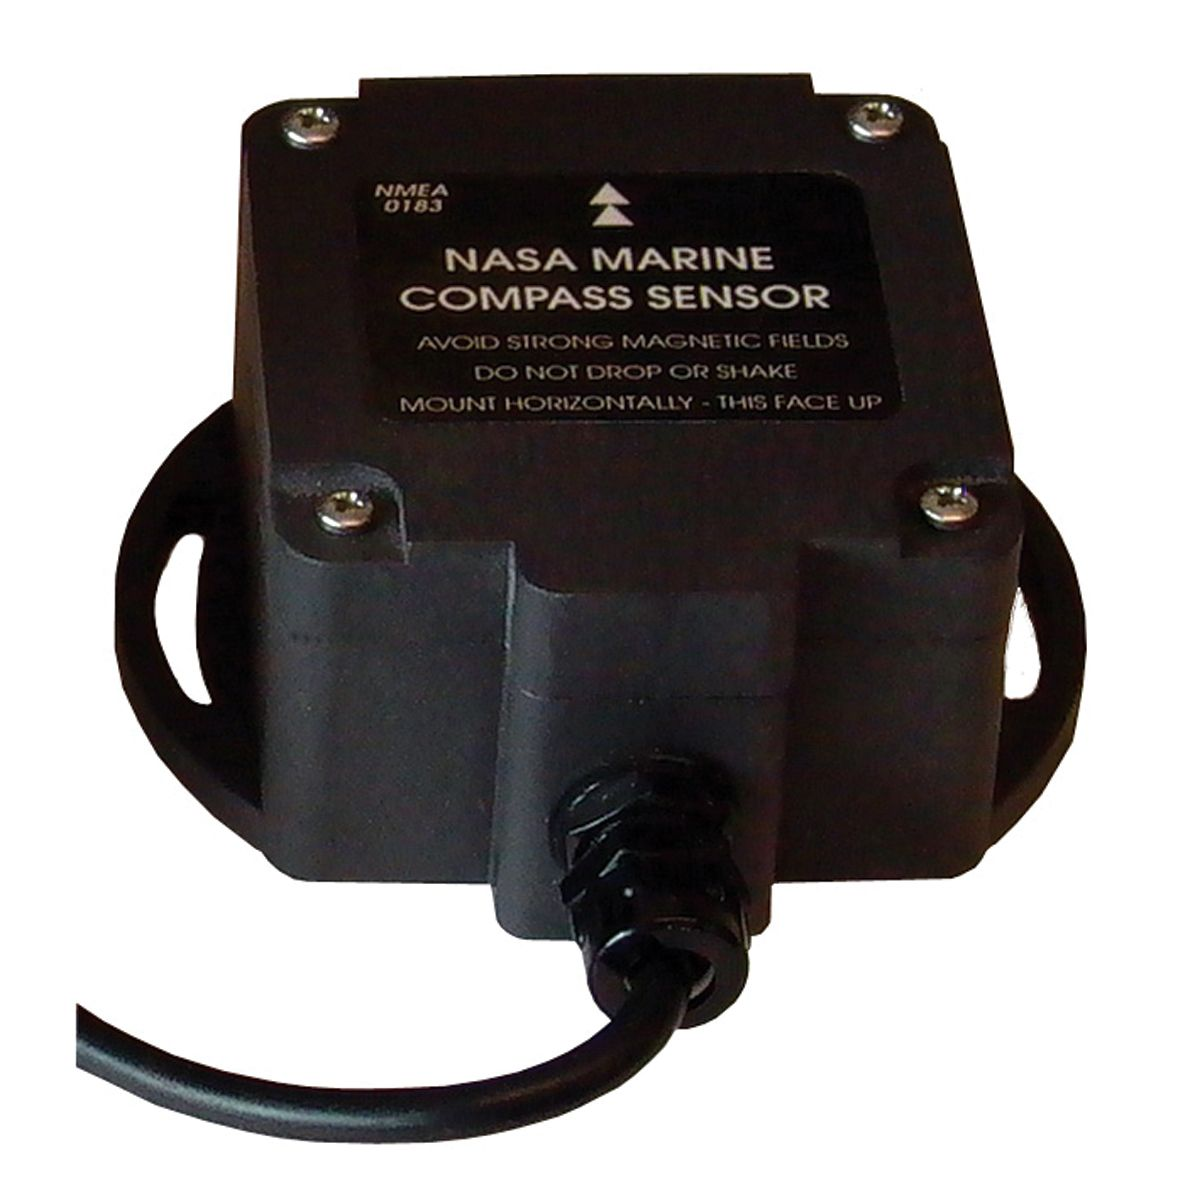 NMEA
0183
NASA MARINE
COMPASS SENSOR
AVOID STRONG MAGNETIC FIELDS
DO NOT DROP OR SHAKE
MOUNT HORIZONTALLY - THIS FACE UP